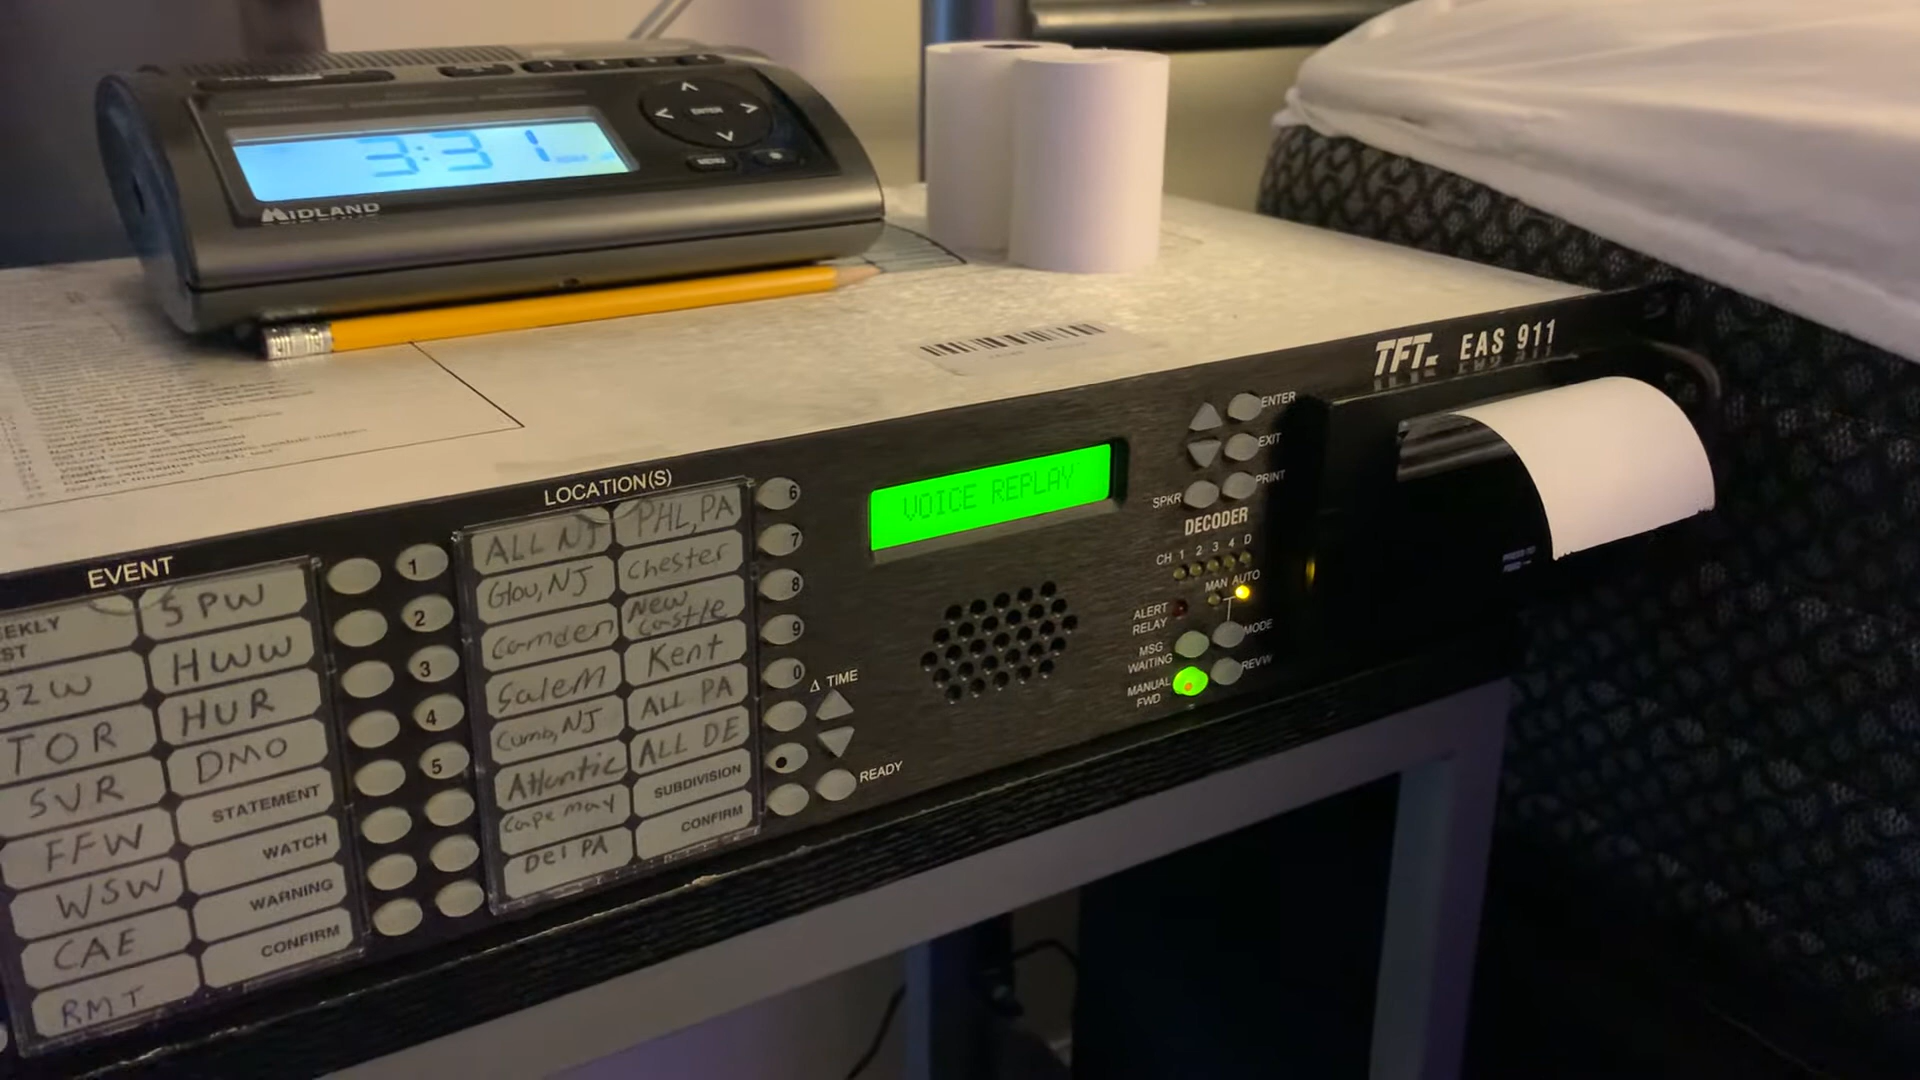 3:31
ENTER
MENU
MIDLAND
TFT EAS 911
ENTER
EXIT
PRINT
SPKR
DECODER
CH 1 2 3 4 D
MAN AUTO
ALERT
RELAY
MODE
MSG
WAITING
REVW
MANUAL
FWD
VOICE REPLAY
LOCATION(S)
ALL NJ
PHL, PA
Glou, NJ
Chester
Camden
New
Castle
Salem
Kent
Cumb, NJ
ALL PA
Atlantic
ALL DE
Cape may
SUBDIVISION
Del PA
CONFIRM
6
7
8
9
0
Δ TIME
READY
EVENT
EEKLY
ST
SPW
BZW
HWW
TOR
HUR
SVR
DMO
FFW
STATEMENT
WSW
WATCH
CAE
WARNING
RMT
CONFIRM
1
2
3
4
5